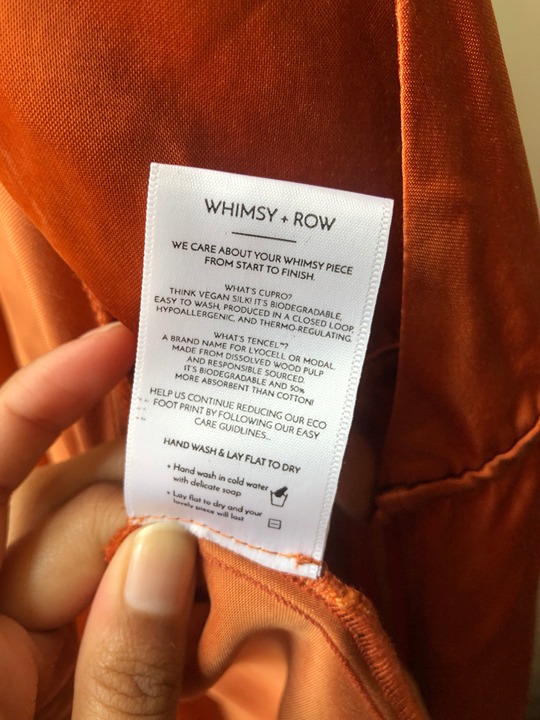 WHIMSY + ROW
WE CARE ABOUT YOUR WHIMSY PIECE
FROM START TO FINISH.
WHAT'S CUPRO?
THINK VEGAN SILK! IT'S BIODEGRADABLE,
EASY TO WASH, PRODUCED IN A CLOSED LOOP,
HYPOALLERGENIC, AND THERMO-REGULATING.
WHAT'S TENCEL™?
A BRAND NAME FOR LYOCELL OR MODAL.
MADE FROM DISSOLVED WOOD PULP
AND RESPONSIBLE SOURCED.
IT'S BIODEGRADABLE AND 50%
MORE ABSORBENT THAN COTTON!
HELP US CONTINUE REDUCING OUR ECO
FOOT PRINT BY FOLLOWING OUR EASY
CARE GUIDLINES...
HAND WASH & LAY FLAT TO DRY
• Hand wash in cold water
with delicate soap
• Lay flat to dry and your
lovely piece will last